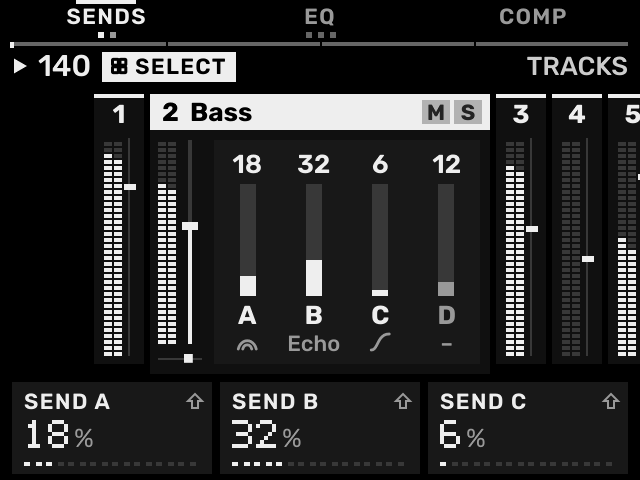 SENDS EQ COMP
140 SELECT TRACKS
1 2 Bass M S 3 4 5
18 32 6 12
A B C D
Echo –
SEND A SEND B SEND C
18% 32% 6%